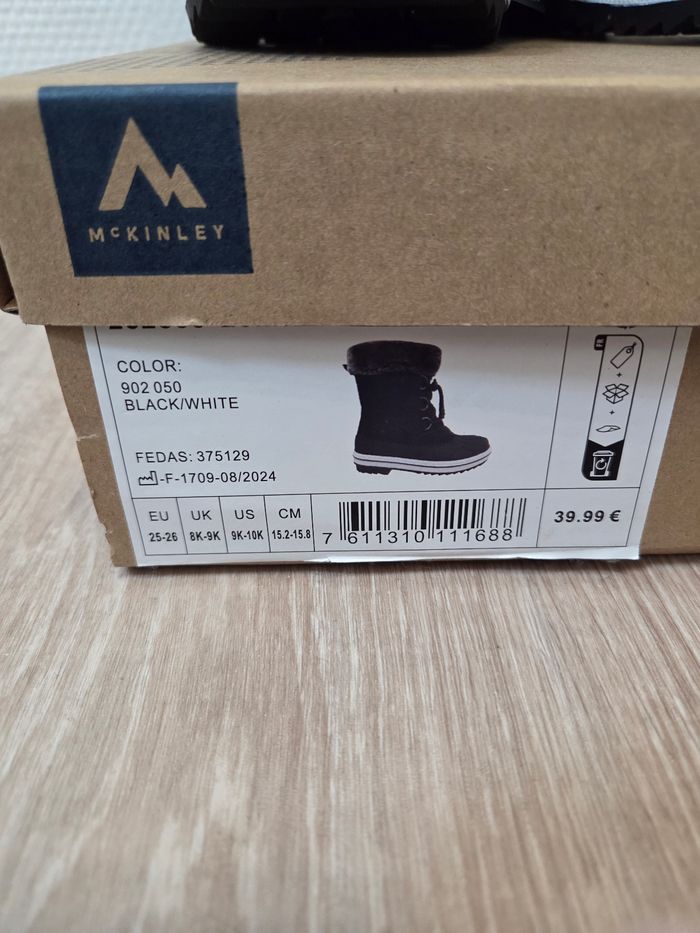 McKINLEY
COLOR:
902 050
BLACK/WHITE
FEDAS: 375129
-F-1709-08/2024
EU UK US CM
25-26 8K-9K 9K-10K 15.2-15.8
7 611310 111688
39.99 €
FR
+
+